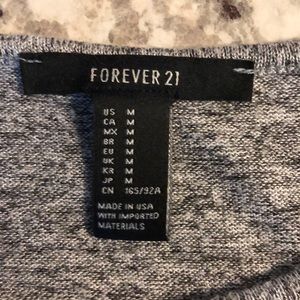 FOREVER 21
US M
CA M
MX M
BR M
EU M
UK M
KR M
JP M
CN 165/92A
MADE IN USA
WITH IMPORTED
MATERIALS